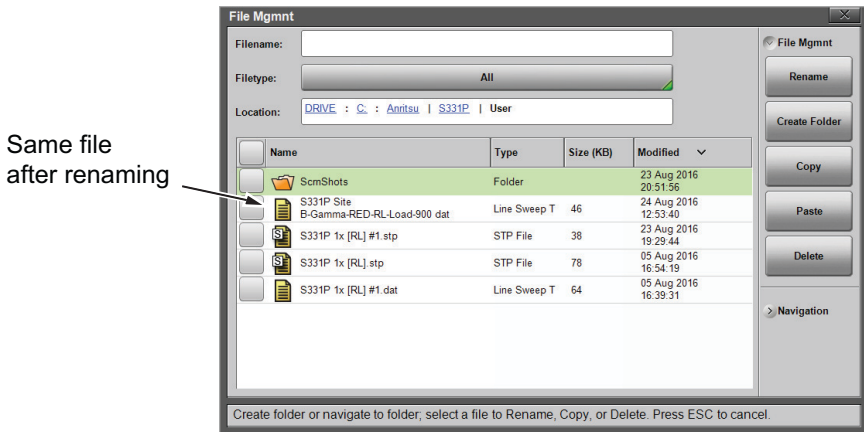 File Mgmnt
Filename:
Filetype: All
Location: DRIVE : C: : Anritsu | S331P | User
Name Type Size (KB) Modified
ScrnShots Folder 23 Aug 2016
20:51:56
S331P Site
B-Gamma-RED-RL-Load-900 dat Line Sweep T 46 24 Aug 2016
12:53:40
S331P 1x [RL] #1.stp STP File 38 23 Aug 2016
19:29:44
S331P 1x [RL].stp STP File 78 05 Aug 2016
16:54:19
S331P 1x [RL] #1.dat Line Sweep T 64 05 Aug 2016
16:39:31
File Mgmnt
Rename
Create Folder
Copy
Paste
Delete
Navigation
Same file
after renaming
Create folder or navigate to folder; select a file to Rename, Copy, or Delete. Press ESC to cancel.